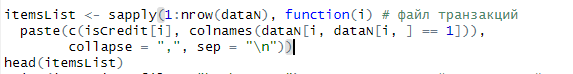 itemsList <- sapply(1:nrow(dataN), function(i) # файл транзакций
paste(c(isCredit[i], colnames(dataN[i, dataN[i, ] == 1])),
collapse = ",", sep = "\n"))
head(itemsList)